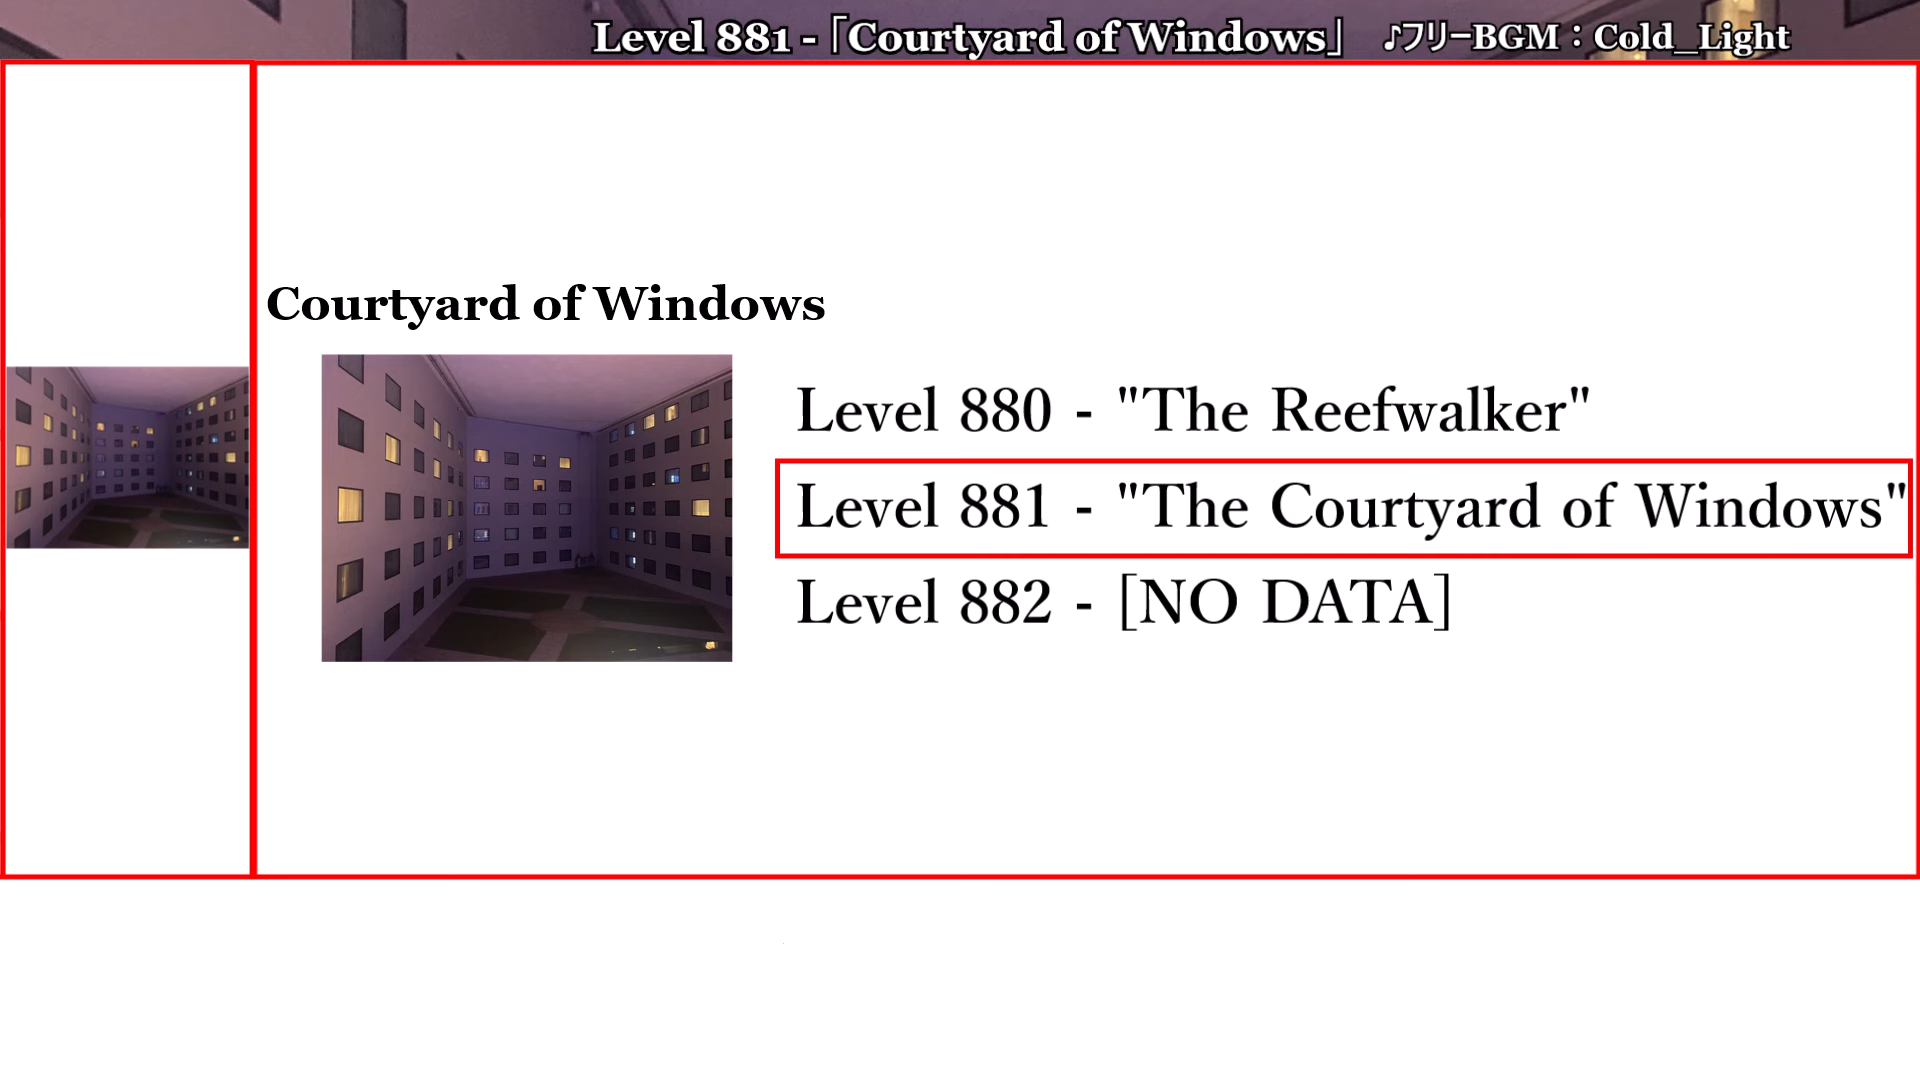 Level 881 - 「Courtyard of Windows」 ♪フリーBGM：Cold_Light
Courtyard of Windows
Level 880 - "The Reefwalker"
Level 881 - "The Courtyard of Windows"
Level 882 - [NO DATA]